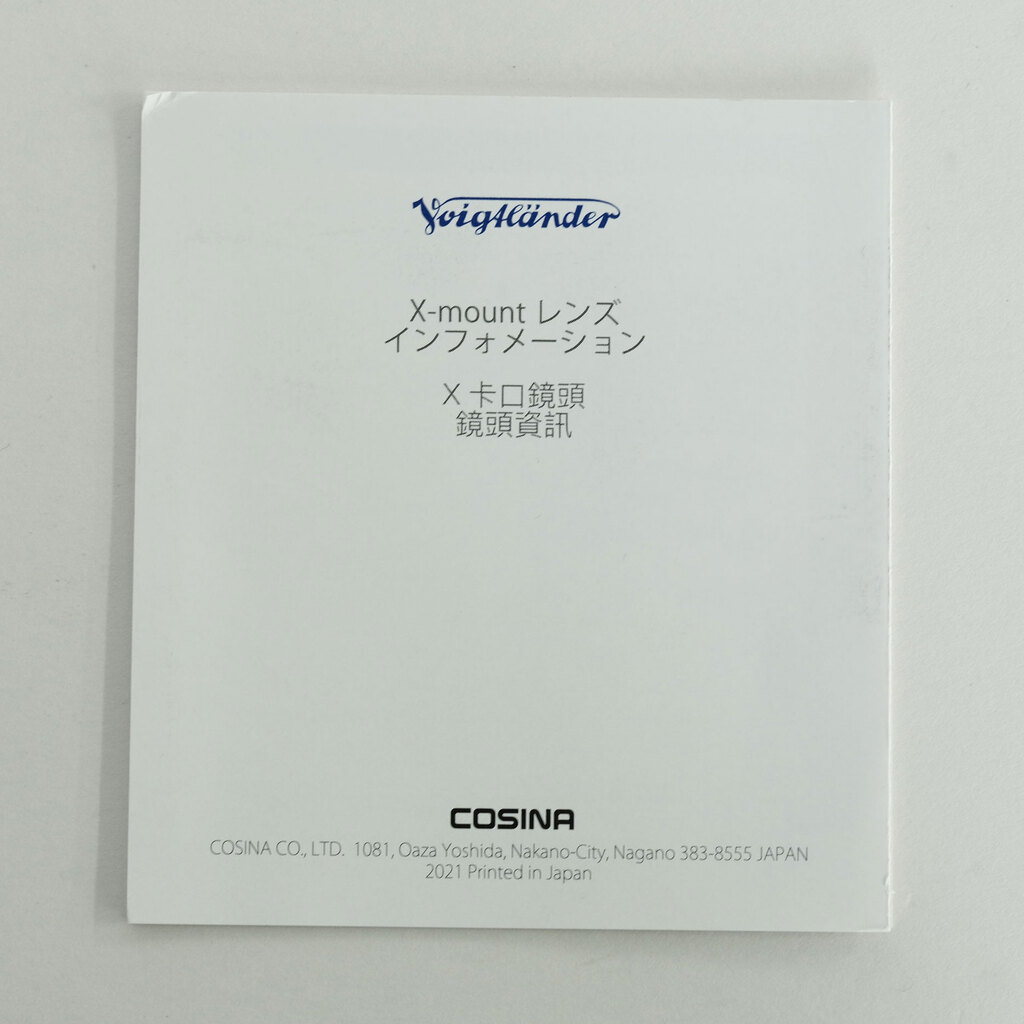 Voigtländer
X-mount レンズ
インフォメーション
X 卡口鏡頭
鏡頭資訊
COSINA
COSINA CO., LTD. 1081, Oaza Yoshida, Nakano-City, Nagano 383-8555 JAPAN
2021 Printed in Japan